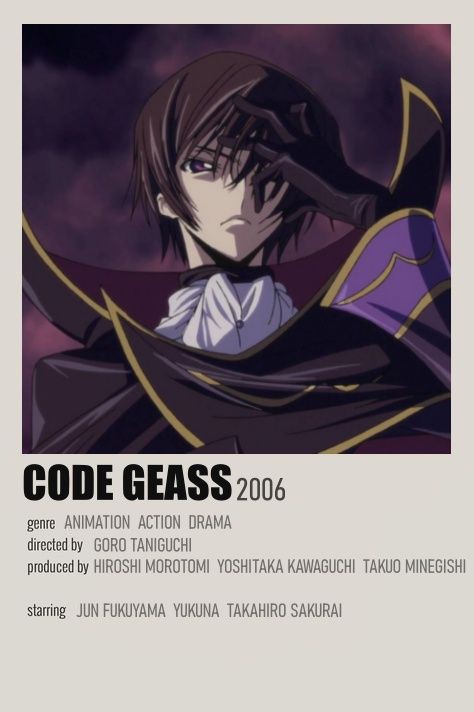 CODE GEASS 2006
genre ANIMATION ACTION DRAMA
directed by GORO TANIGUCHI
produced by HIROSHI MOROTOMI YOSHITAKA KAWAGUCHI TAKUO MINEGISHI
starring JUN FUKUYAMA YUKUNA TAKAHIRO SAKURAI